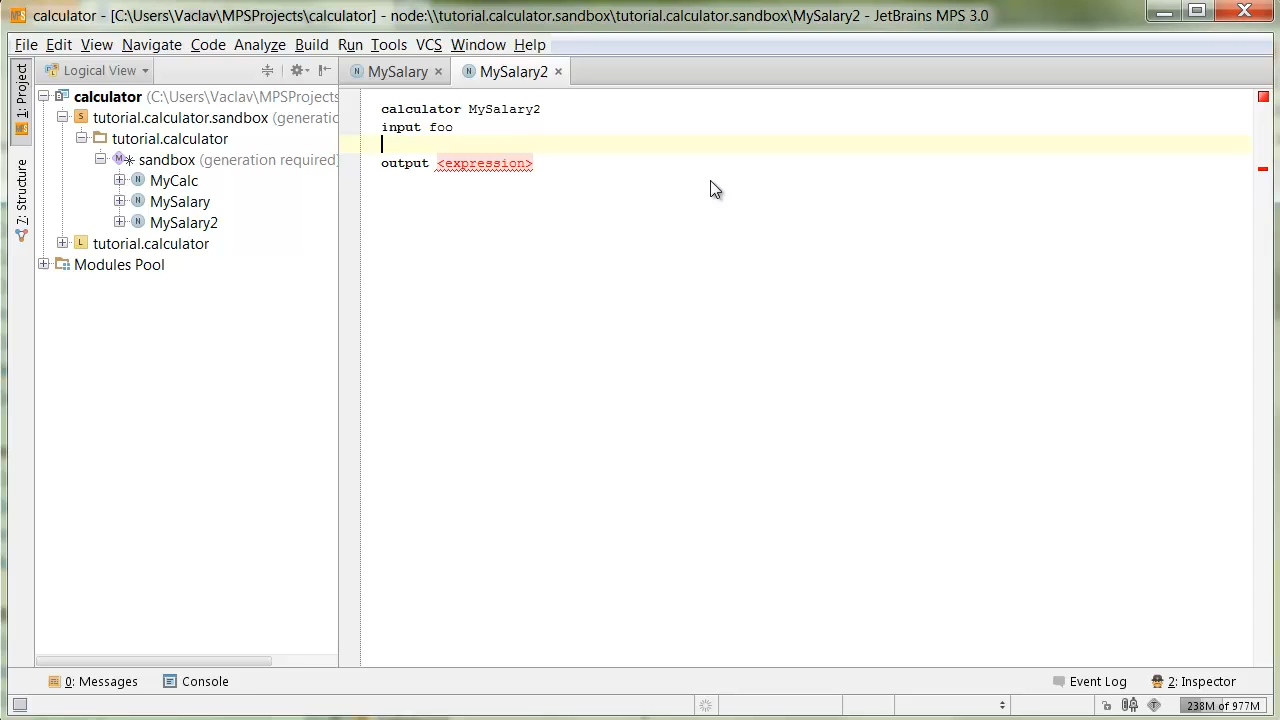 calculator - [C:\Users\Vaclav\MPSProjects\calculator] - node:\\tutorial.calculator.sandbox\tutorial.calculator.sandbox\MySalary2 - JetBrains MPS 3.0
File Edit View Navigate Code Analyze Build Run Tools VCS Window Help
Logical View
MySalary
MySalary2
1: Project
7: Structure
calculator (C:\Users\Vaclav\MPSProjects
tutorial.calculator.sandbox (generatio
tutorial.calculator
sandbox (generation required)
MyCalc
MySalary
MySalary2
tutorial.calculator
Modules Pool
calculator MySalary2
input foo
output <expression>
0: Messages
Console
Event Log
2: Inspector
238M of 977M